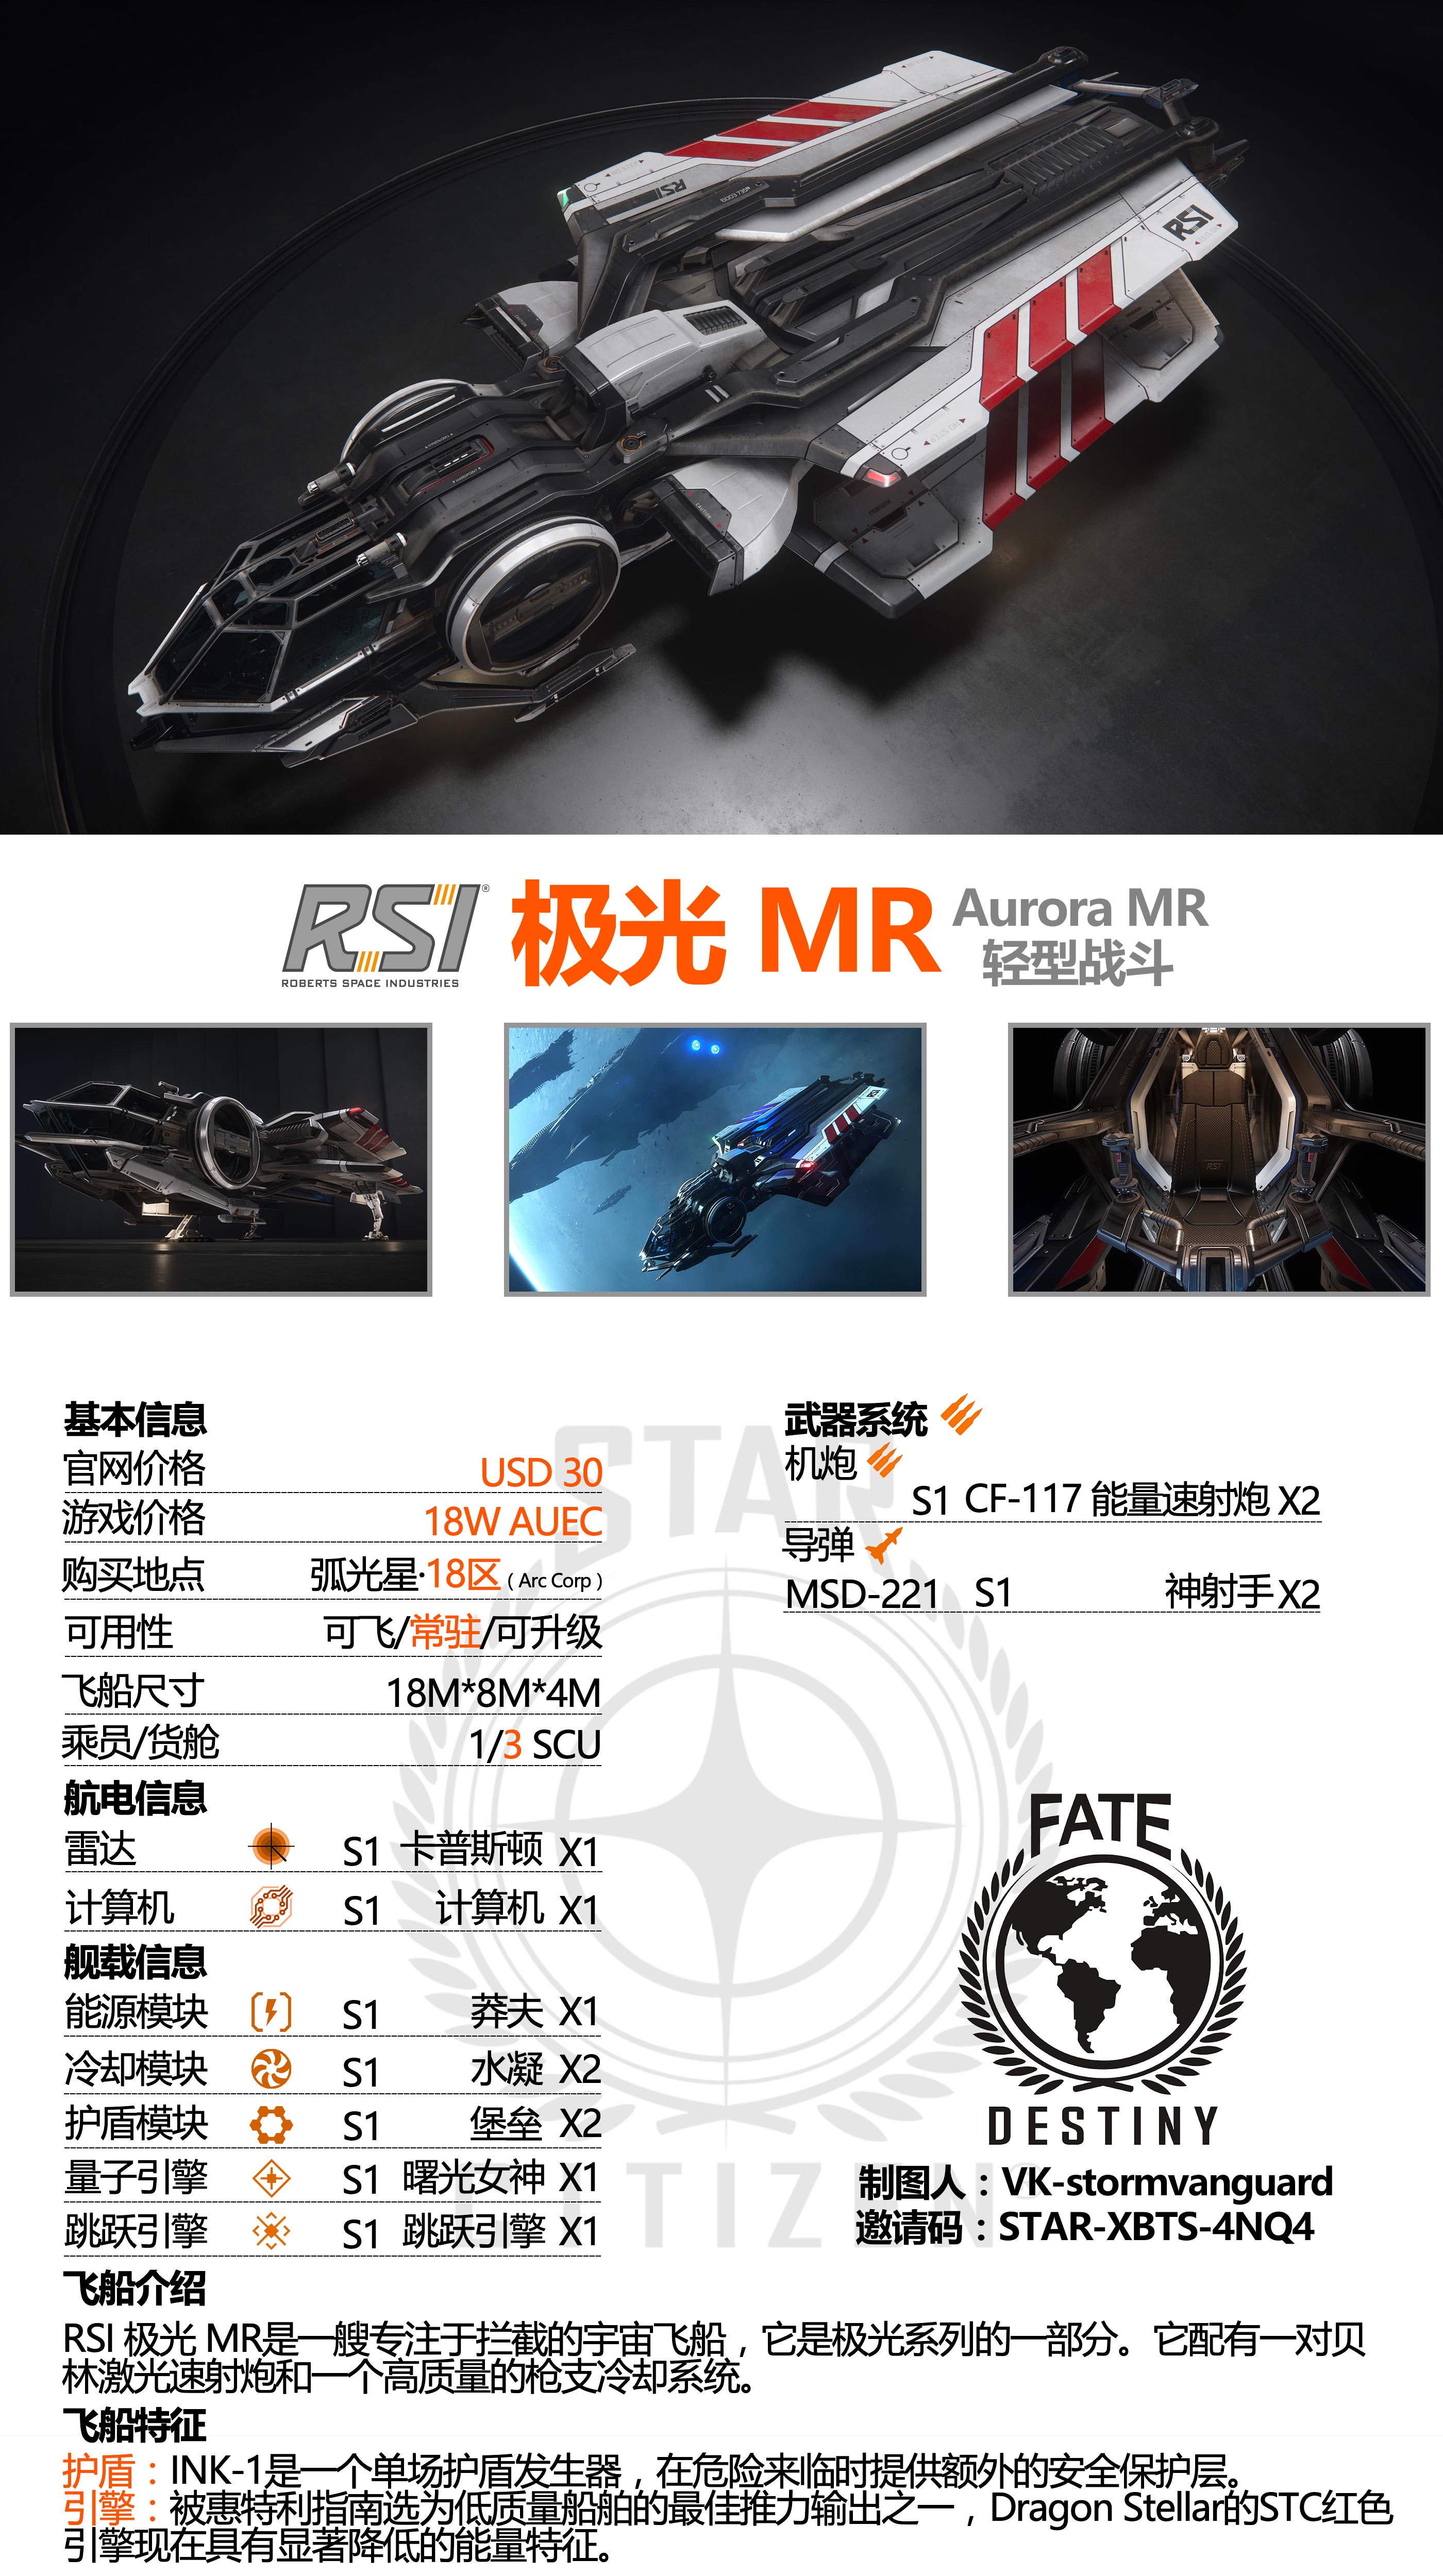 RSI
RSI
RSI
ROBERTS SPACE INDUSTRIES
极光 MR
Aurora MR
轻型战斗
基本信息
官网价格 USD 30
游戏价格 18W AUEC
购买地点 弧光星·18区 ( Arc Corp )
可用性 可飞/常驻/可升级
飞船尺寸 18M*8M*4M
乘员/货舱 1/3 SCU
航电信息
雷达 S1 卡普斯顿 X1
计算机 S1 计算机 X1
舰载信息
能源模块 S1 莽夫 X1
冷却模块 S1 水凝 X2
护盾模块 S1 堡垒 X2
量子引擎 S1 曙光女神 X1
跳跃引擎 S1 跳跃引擎 X1
武器系统
机炮
S1 CF-117 能量速射炮 X2
导弹
MSD-221 S1 神射手 X2
STAR
CITIZEN
FATE
DESTINY
制图人：VK-stormvanguard
邀请码：STAR-XBTS-4NQ4
飞船介绍
RSI 极光 MR是一艘专注于拦截的宇宙飞船，它是极光系列的一部分。它配有一对贝
林激光速射炮和一个高质量的枪支冷却系统。
飞船特征
护盾：INK-1是一个单场护盾发生器，在危险来临时提供额外的安全保护层。
引擎：被惠特利指南选为低质量船舶的最佳推力输出之一，Dragon Stellar的STC红色
引擎现在具有显著降低的能量特征。